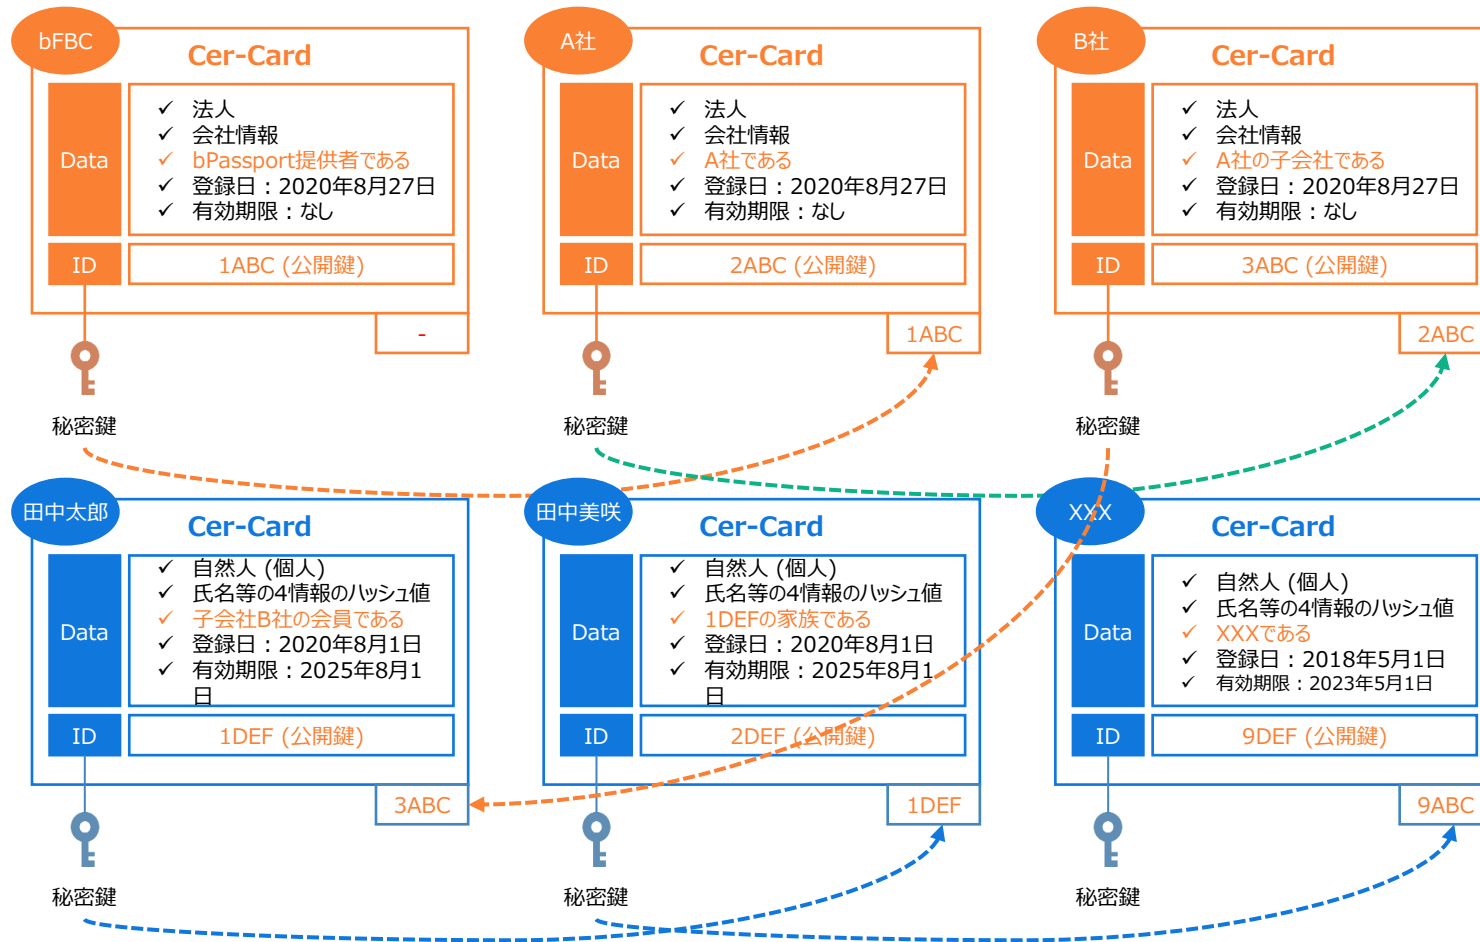 bFBC
Cer-Card
Data
✓ 法人
✓ 会社情報
✓ bPassport提供者である
✓ 登録日：2020年8月27日
✓ 有効期限：なし
ID
1ABC (公開鍵)
-
秘密鍵
A社
Cer-Card
Data
✓ 法人
✓ 会社情報
✓ A社である
✓ 登録日：2020年8月27日
✓ 有効期限：なし
ID
2ABC (公開鍵)
1ABC
秘密鍵
B社
Cer-Card
Data
✓ 法人
✓ 会社情報
✓ A社の子会社である
✓ 登録日：2020年8月27日
✓ 有効期限：なし
ID
3ABC (公開鍵)
2ABC
秘密鍵
田中太郎
Cer-Card
Data
✓ 自然人 (個人)
✓ 氏名等の4情報のハッシュ値
✓ 子会社B社の会員である
✓ 登録日：2020年8月1日
✓ 有効期限：2025年8月1
日
ID
1DEF (公開鍵)
3ABC
秘密鍵
田中美咲
Cer-Card
Data
✓ 自然人 (個人)
✓ 氏名等の4情報のハッシュ値
✓ 1DEFの家族である
✓ 登録日：2020年8月1日
✓ 有効期限：2025年8月1
日
ID
2DEF (公開鍵)
1DEF
秘密鍵
XXX
Cer-Card
Data
✓ 自然人 (個人)
✓ 氏名等の4情報のハッシュ値
✓ XXXである
✓ 登録日：2018年5月1日
✓ 有効期限：2023年5月1日
ID
9DEF (公開鍵)
9ABC
秘密鍵